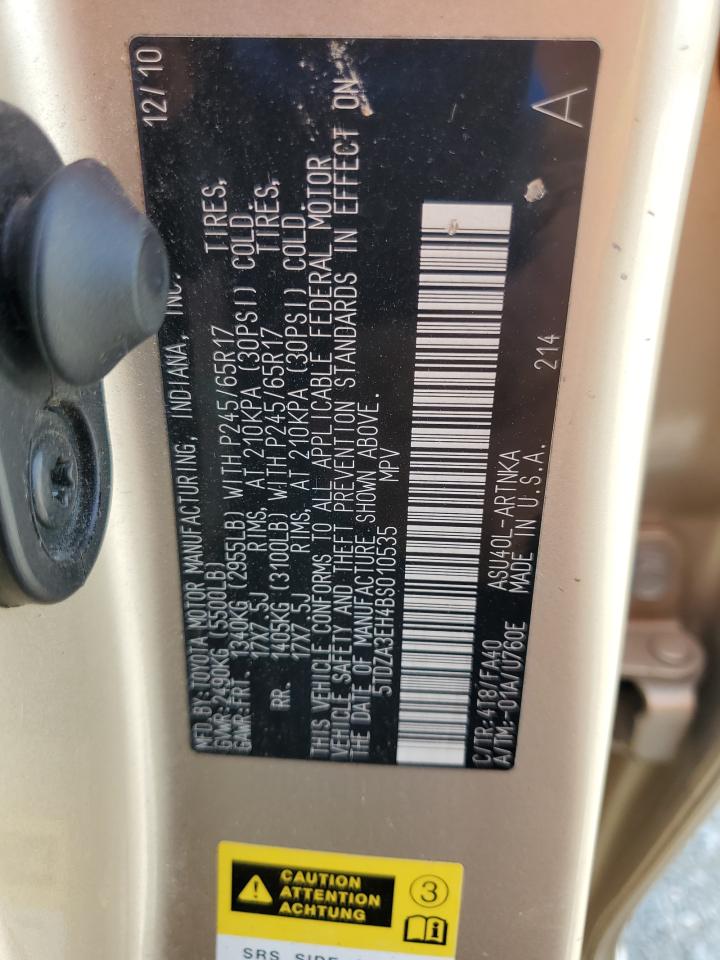 MFD BY: TOYOTA MOTOR MANUFACTURING, INDIANA, INC. 12/10
GVWR:2490KG (5500LB)
GAWR:FRT. 1340KG (2955LB) WITH P245/65R17 TIRES,
17X7.5J RIMS, AT 210KPA (30PSI) COLD.
RR. 1405KG (3100LB) WITH P245/65R17 TIRES,
17X7.5J RIMS, AT 210KPA (30PSI) COLD.
THIS VEHICLE CONFORMS TO ALL APPLICABLE FEDERAL MOTOR
VEHICLE SAFETY AND THEFT PREVENTION STANDARDS IN EFFECT ON
THE DATE OF MANUFACTURE SHOWN ABOVE.
5TDZA3EH4BS010535 MPV
C/TR:4181/FA40 ASU40L-ARTNKA 214 A
A/TM:-01A/U760E MADE IN U.S.A.
CAUTION
ATTENTION
ACHTUNG
3
SRS SIDE